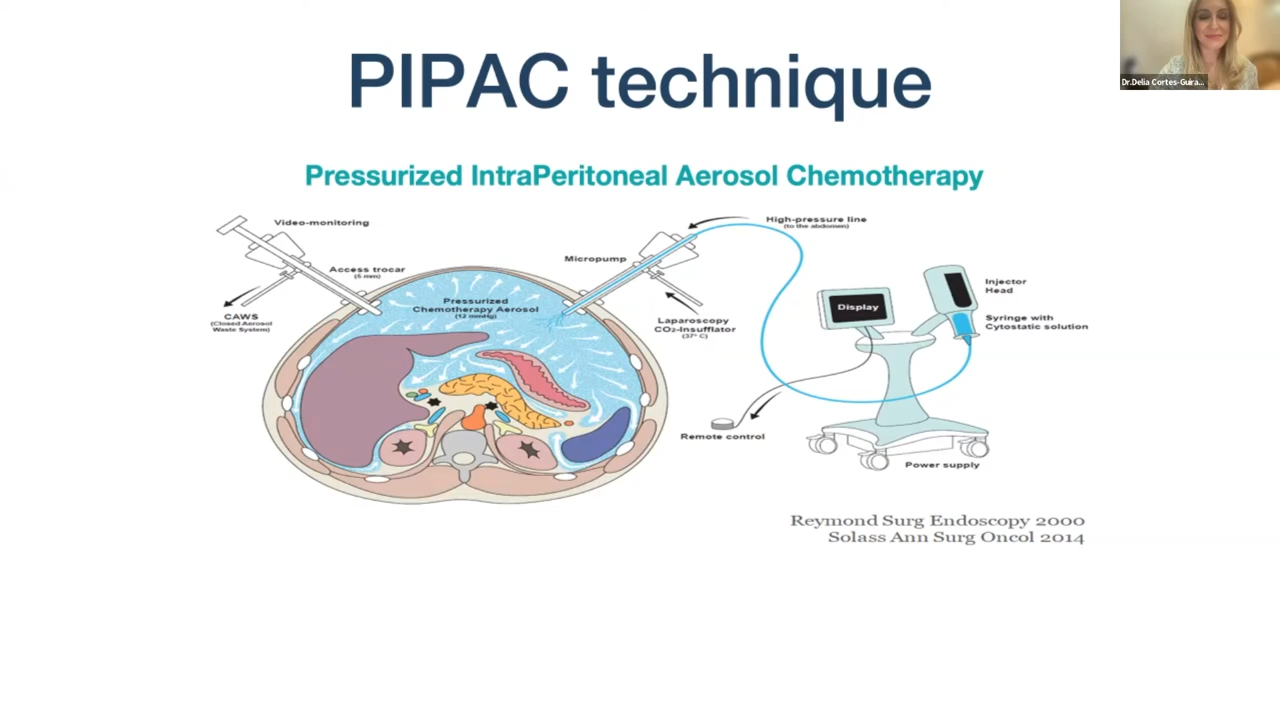 PIPAC technique
Dr.Delia Cortes-Guira...
Pressurized IntraPeritoneal Aerosol Chemotherapy
Video-monitoring
High-pressure line
(to the abdomen)
Micropump
Access trocar
(5 mm)
Injector
Head
Pressurized
Chemotherapy Aerosol
(12 mmHg)
Display
CAWS
(Closed Aerosol
Waste System)
Laparoscopy
CO₂-Insufflator
(37° C)
Syringe with
Cytostatic solution
Remote control
Power supply
Reymond Surg Endoscopy 2000
Solass Ann Surg Oncol 2014